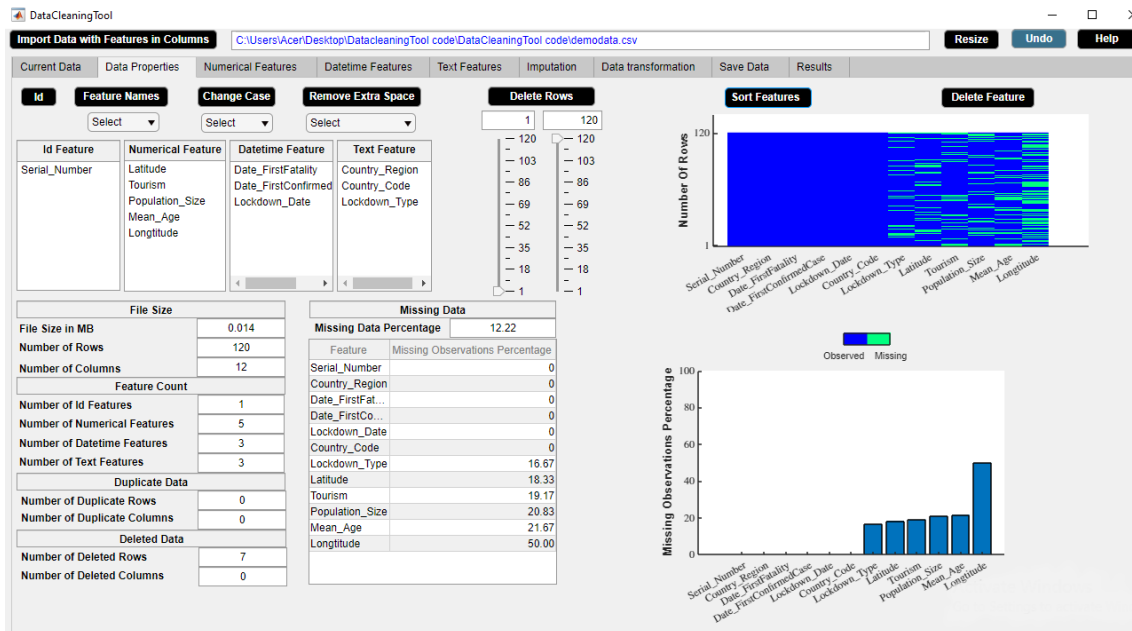 DataCleaningTool
Import Data with Features in Columns C:\Users\Acer\Desktop\DatacleaningTool code\DataCleaningTool code\demodata.csv Resize Undo Help
Current Data Data Properties Numerical Features Datetime Features Text Features Imputation Data transformation Save Data Results
Id Feature Names Change Case Remove Extra Space Delete Rows Sort Features Delete Feature
Select Select Select 1 120
Id Feature Numerical Feature Datetime Feature Text Feature
Serial_Number Latitude Date_FirstFatality Country_Region
Tourism Date_FirstConfirmed Country_Code
Population_Size Lockdown_Date Lockdown_Type
Mean_Age
Longtitude
120 120
103 103
86 86
69 69
52 52
35 35
18 18
1 1
Number Of Rows
120
1
Serial_Number Country_Region Date_FirstFatality Date_FirstConfirmedCase Lockdown_Date Country_Code Lockdown_Type Latitude Tourism Population_Size Mean_Age Longtitude
File Size
File Size in MB 0.014
Number of Rows 120
Number of Columns 12
Feature Count
Number of Id Features 1
Number of Numerical Features 5
Number of Datetime Features 3
Number of Text Features 3
Duplicate Data
Number of Duplicate Rows 0
Number of Duplicate Columns 0
Deleted Data
Number of Deleted Rows 7
Number of Deleted Columns 0
Missing Data
Missing Data Percentage 12.22
Feature Missing Observations Percentage
Serial_Number 0
Country_Region 0
Date_FirstFat... 0
Date_FirstCo... 0
Lockdown_Date 0
Country_Code 0
Lockdown_Type 16.67
Latitude 18.33
Tourism 19.17
Population_Size 20.83
Mean_Age 21.67
Longtitude 50.00
Observed Missing
Missing Observations Percentage
100
80
60
40
20
0
Serial_Number Country_Region Date_FirstFatality Date_FirstConfirmedCase Lockdown_Date Country_Code Lockdown_Type Latitude Tourism Population_Size Mean_Age Longtitude